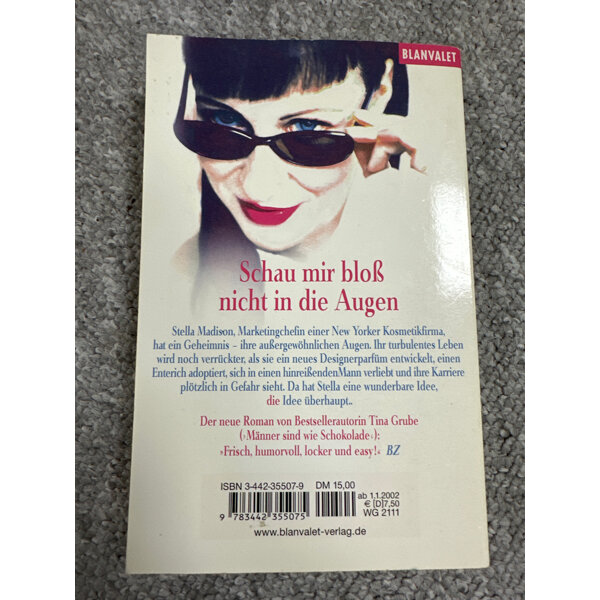 BLANVALET
Schau mir bloß
nicht in die Augen
Stella Madison, Marketingchefin einer New Yorker Kosmetikfirma,
hat ein Geheimnis – ihre außergewöhnlichen Augen. Ihr turbulentes Leben
wird noch verrückter, als sie ein neues Designerparfüm entwickelt, einen
Enterich adoptiert, sich in einen hinreißendenMann verliebt und ihre Karriere
plötzlich in Gefahr sieht. Da hat Stella eine wunderbare Idee,
die Idee überhaupt..
Der neue Roman von Bestsellerautorin Tina Grube
(›Männer sind wie Schokolade‹):
»Frisch, humorvoll, locker und easy!« BZ
ISBN 3-442-35507-9 DM 15,00
ab 1.1.2002
€ [D]7,50
WG 2111
9 783442 355075
www.blanvalet-verlag.de